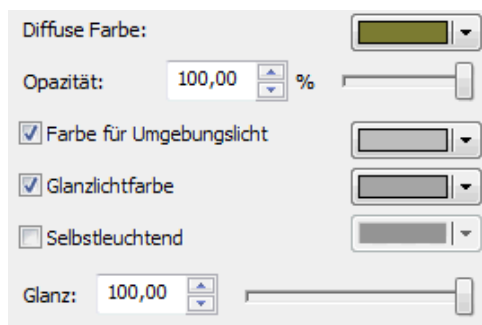 Diffuse Farbe:
Opazität: 100,00 %
Farbe für Umgebungslicht
Glanzlichtfarbe
Selbstleuchtend
Glanz: 100,00